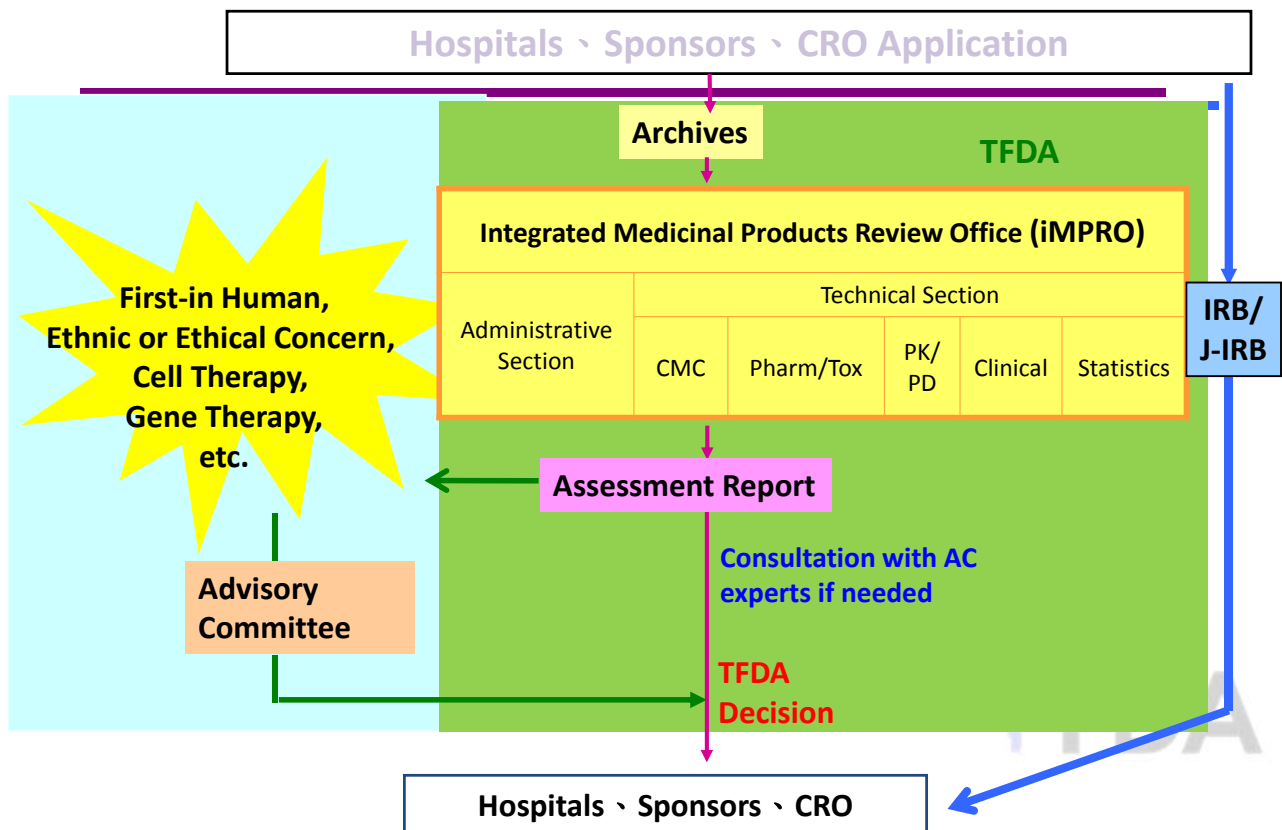 Hospitals、Sponsors、CRO Application
Archives
TFDA
Integrated Medicinal Products Review Office (iMPRO)
Administrative
Section
Technical Section
CMC
Pharm/Tox
PK/
PD
Clinical
Statistics
IRB/
J-IRB
First-in Human,
Ethnic or Ethical Concern,
Cell Therapy,
Gene Therapy,
etc.
Assessment Report
Consultation with AC
experts if needed
Advisory
Committee
TFDA
Decision
Hospitals、Sponsors、CRO